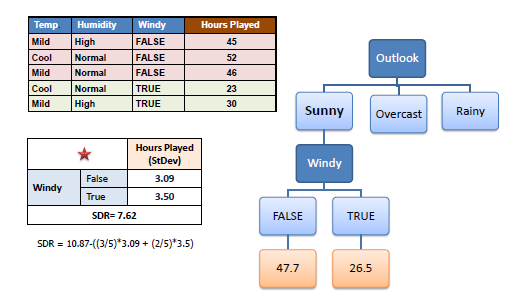 Temp Humidity Windy Hours Played
Mild High FALSE 45
Cool Normal FALSE 52
Mild Normal FALSE 46
Cool Normal TRUE 23
Mild High TRUE 30
Hours Played
(StDev)
Windy
False 3.09
True 3.50
SDR= 7.62
SDR = 10.87-((3/5)*3.09 + (2/5)*3.5)
Outlook
Sunny Overcast Rainy
Windy
FALSE TRUE
47.7 26.5